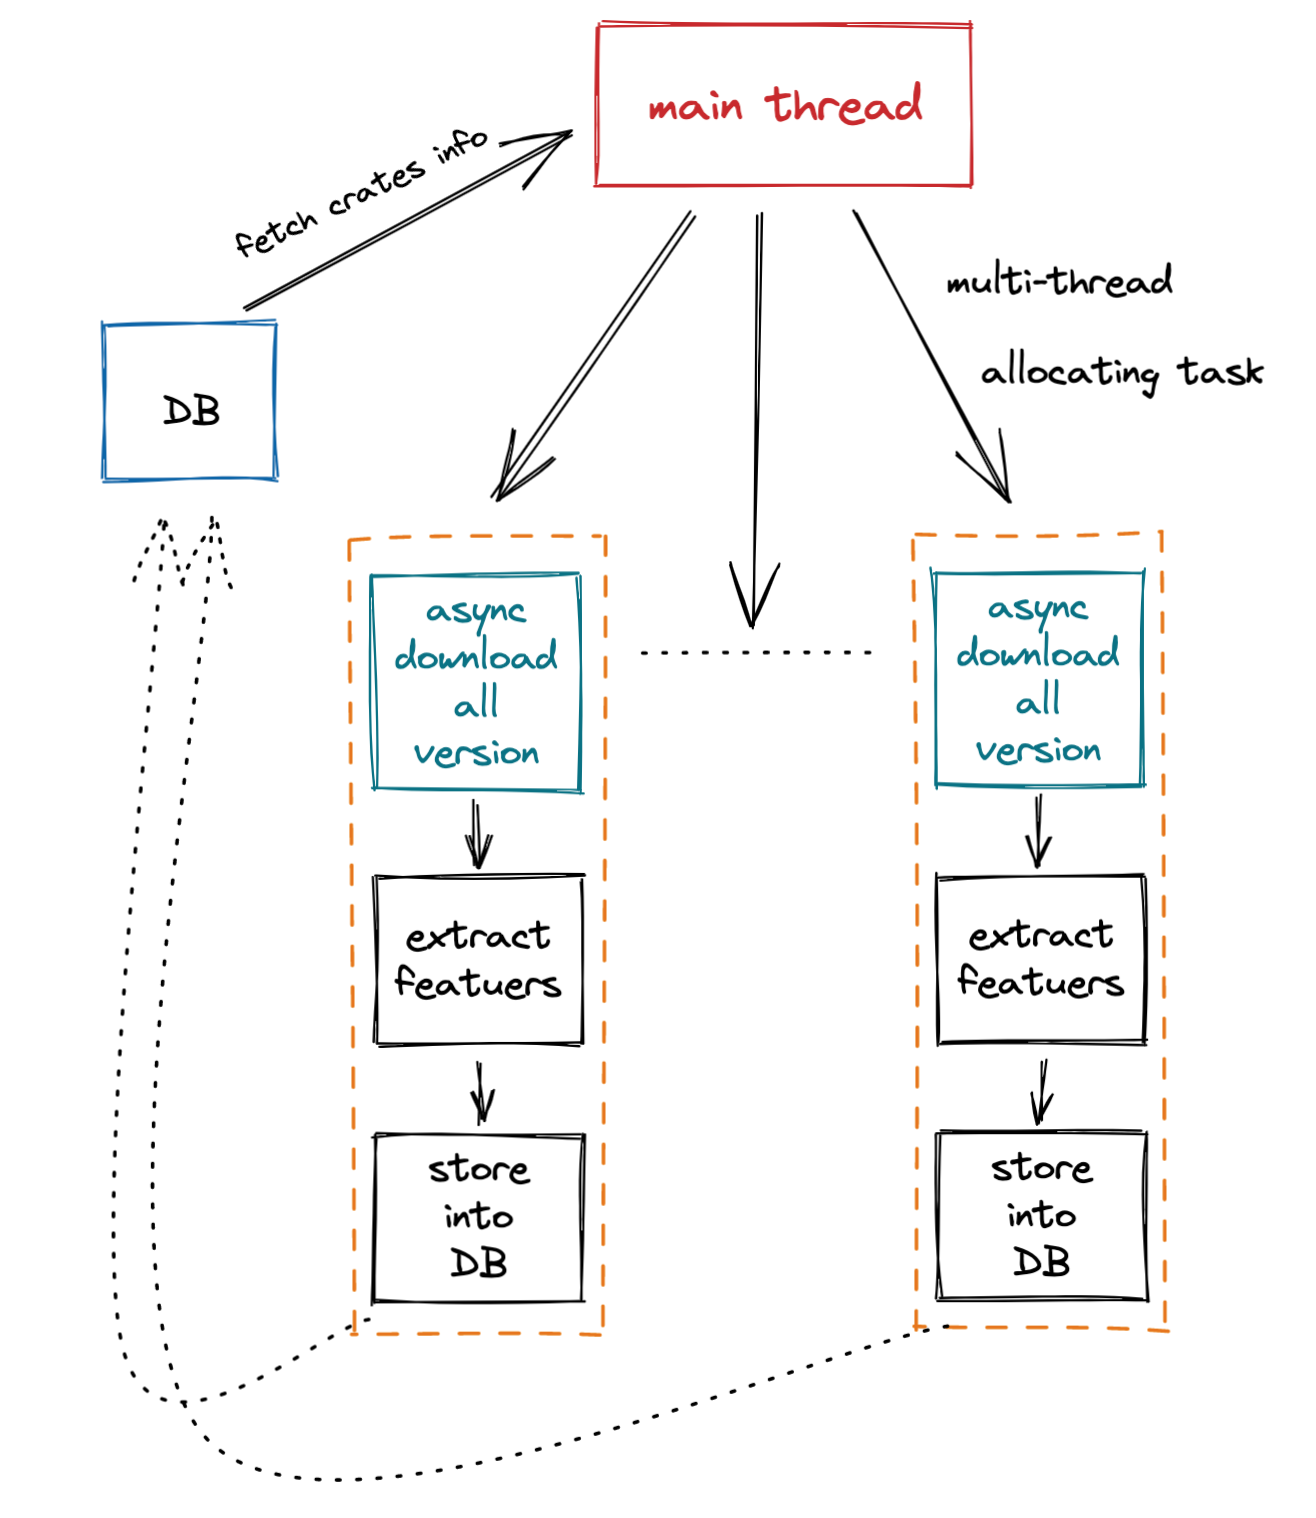 main thread
fetch crates info
multi-thread
allocating task
DB
async
download
all
version
extract
featuers
store
into
DB
async
download
all
version
extract
featuers
store
into
DB